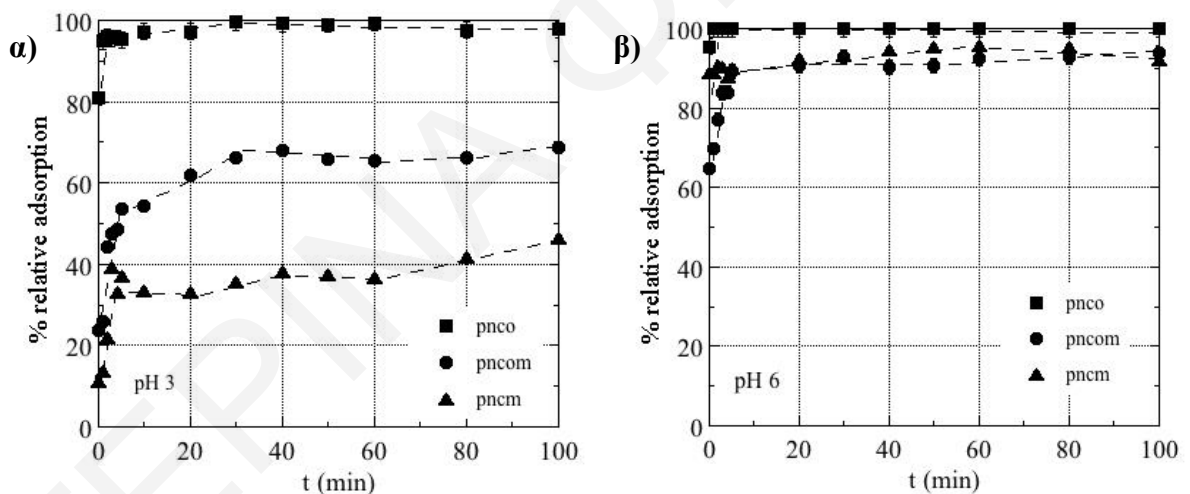 α)
% relative adsorption
100
80
60
40
20
0
pnco
pncom
pncm
pH 3
0 20 40 60 80 100
t (min)
β)
% relative adsorption
100
80
60
40
20
0
pnco
pncom
pncm
pH 6
0 20 40 60 80 100
t (min)